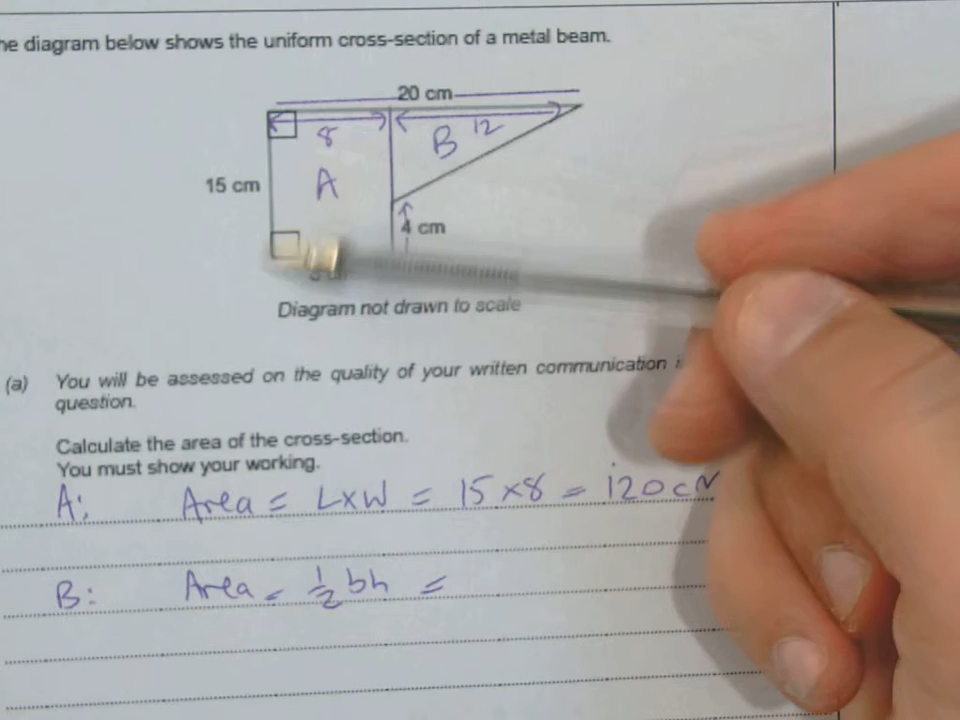 he diagram below shows the uniform cross-section of a metal beam.
20 cm
8
12
B
A
15 cm
4 cm
Diagram not drawn to scale
(a) You will be assessed on the quality of your written communication
question.
Calculate the area of the cross-section.
You must show your working.
A: Area = L×W = 15×8 = 120
B: Area = ½bh =